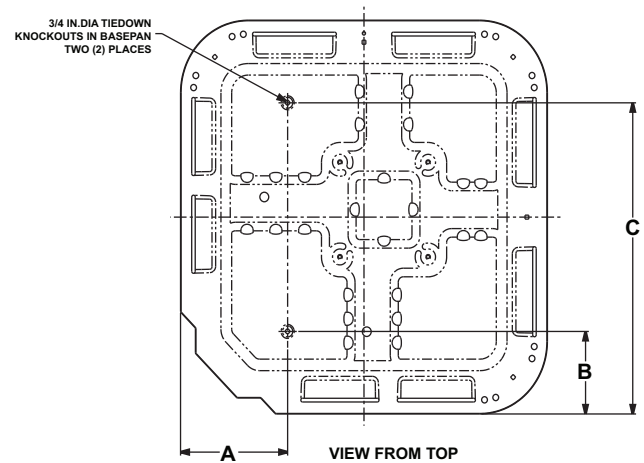 3/4 IN.DIA TIEDOWN
KNOCKOUTS IN BASEPAN
TWO (2) PLACES
C
B
A
VIEW FROM TOP